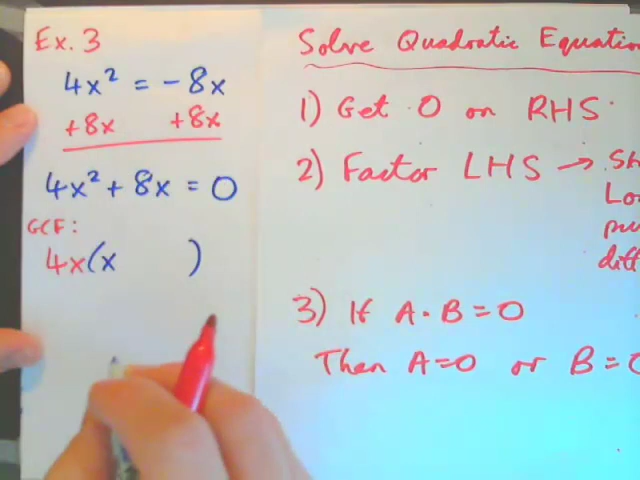 Ex. 3
4x² = -8x
+8x +8x
4x² + 8x = 0
GCF:
4x(x )
Solve Quadratic Equation
1) Get 0 on RHS.
2) Factor LHS →
3) If A · B = 0
Then A=0 or B=0